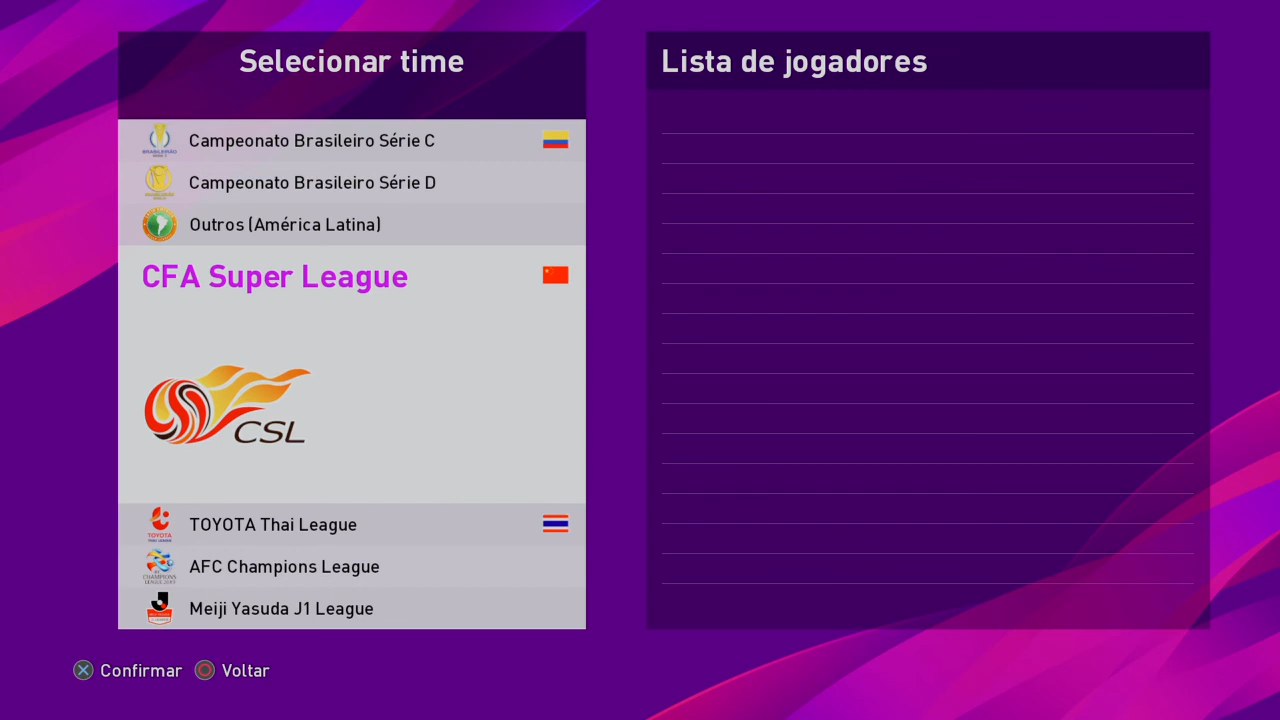 Selecionar time
Lista de jogadores
Campeonato Brasileiro Série C
Campeonato Brasileiro Série D
Outros (América Latina)
CFA Super League
CSL
TOYOTA Thai League
AFC Champions League
Meiji Yasuda J1 League
Confirmar
Voltar